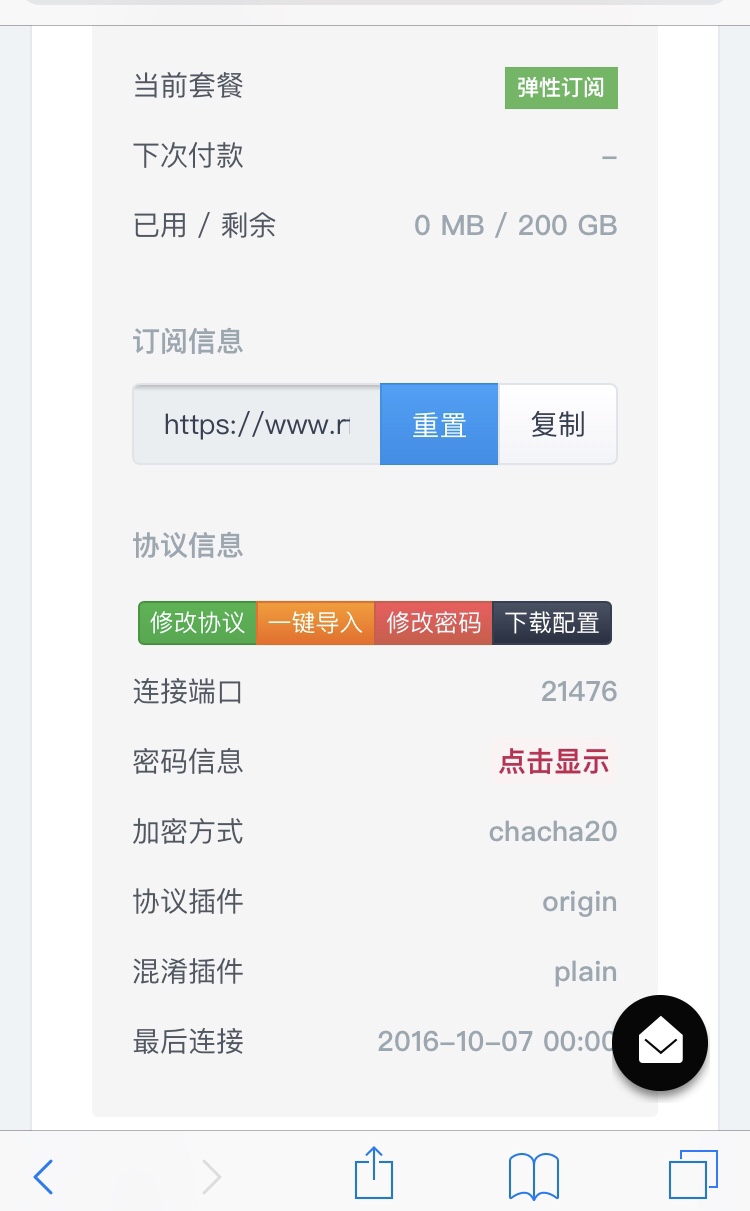 当前套餐 弹性订阅
下次付款 –
已用 / 剩余 0 MB / 200 GB
订阅信息
https://www.r 重置 复制
协议信息
修改协议 一键导入 修改密码 下载配置
连接端口 21476
密码信息 点击显示
加密方式 chacha20
协议插件 origin
混淆插件 plain
最后连接 2016–10–07 00:00